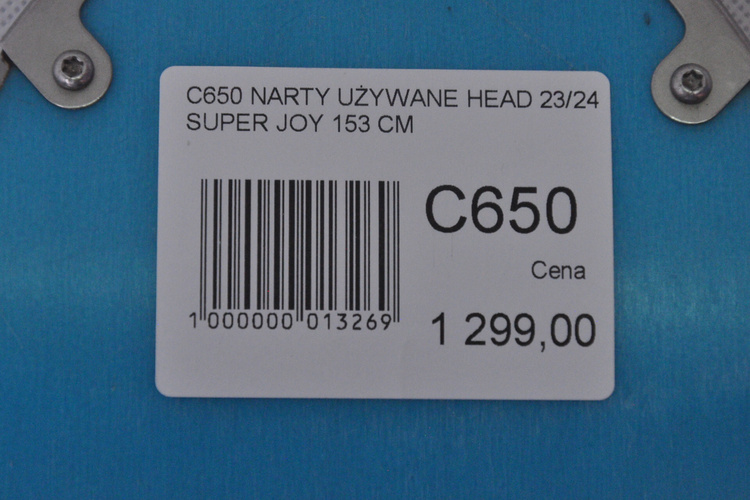 C650 NARTY UŻYWANE HEAD 23/24
SUPER JOY 153 CM
C650
Cena
1 299,00
1 000000 013269